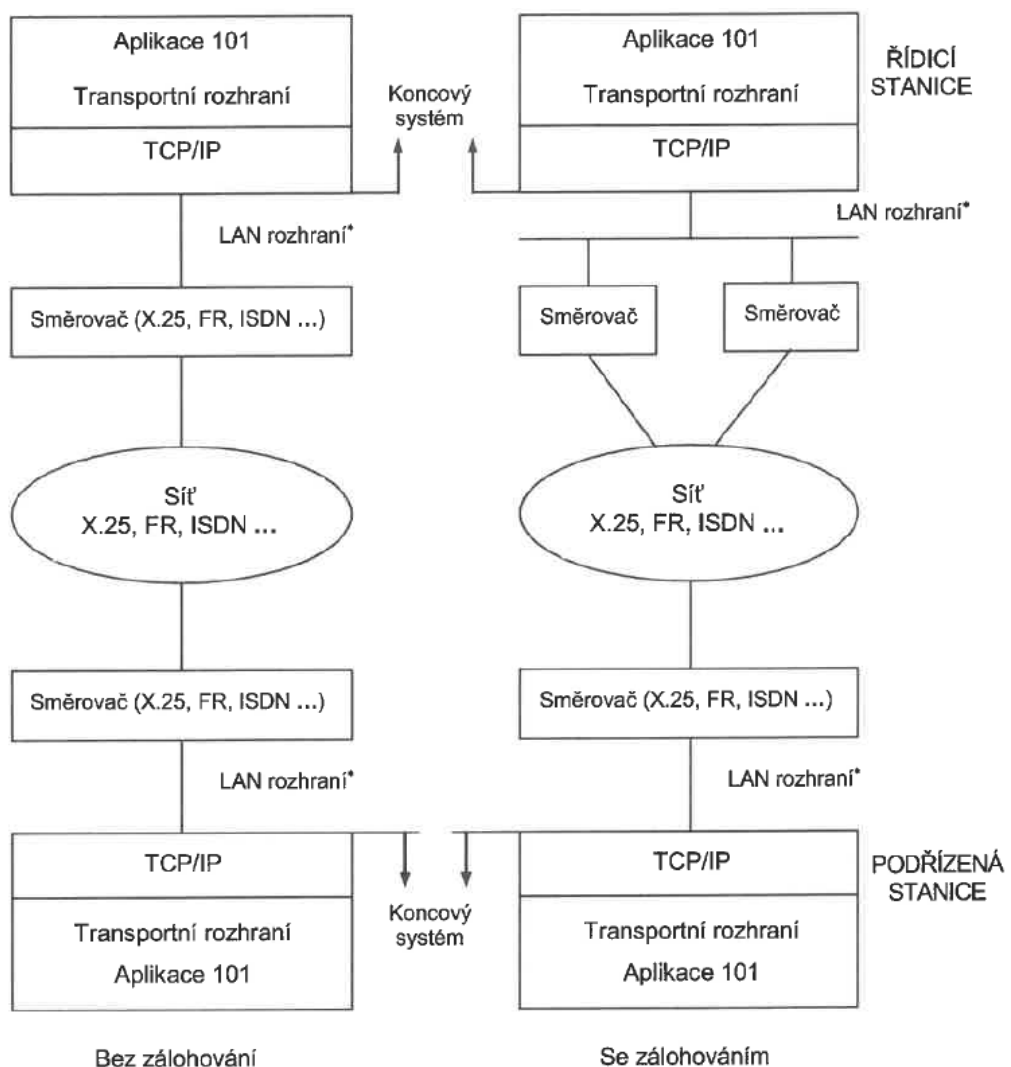 Aplikace 101
Transportní rozhraní
TCP/IP
Koncový
systém
Aplikace 101
Transportní rozhraní
TCP/IP
ŘÍDICÍ
STANICE
LAN rozhraní*
LAN rozhraní*
Směrovač (X.25, FR, ISDN ...)
Směrovač
Směrovač
Síť
X.25, FR, ISDN ...
Síť
X.25, FR, ISDN ...
Směrovač (X.25, FR, ISDN ...)
Směrovač (X.25, FR, ISDN ...)
LAN rozhraní*
LAN rozhraní*
TCP/IP
Transportní rozhraní
Aplikace 101
Koncový
systém
TCP/IP
Transportní rozhraní
Aplikace 101
PODŘÍZENÁ
STANICE
Bez zálohování
Se zálohováním